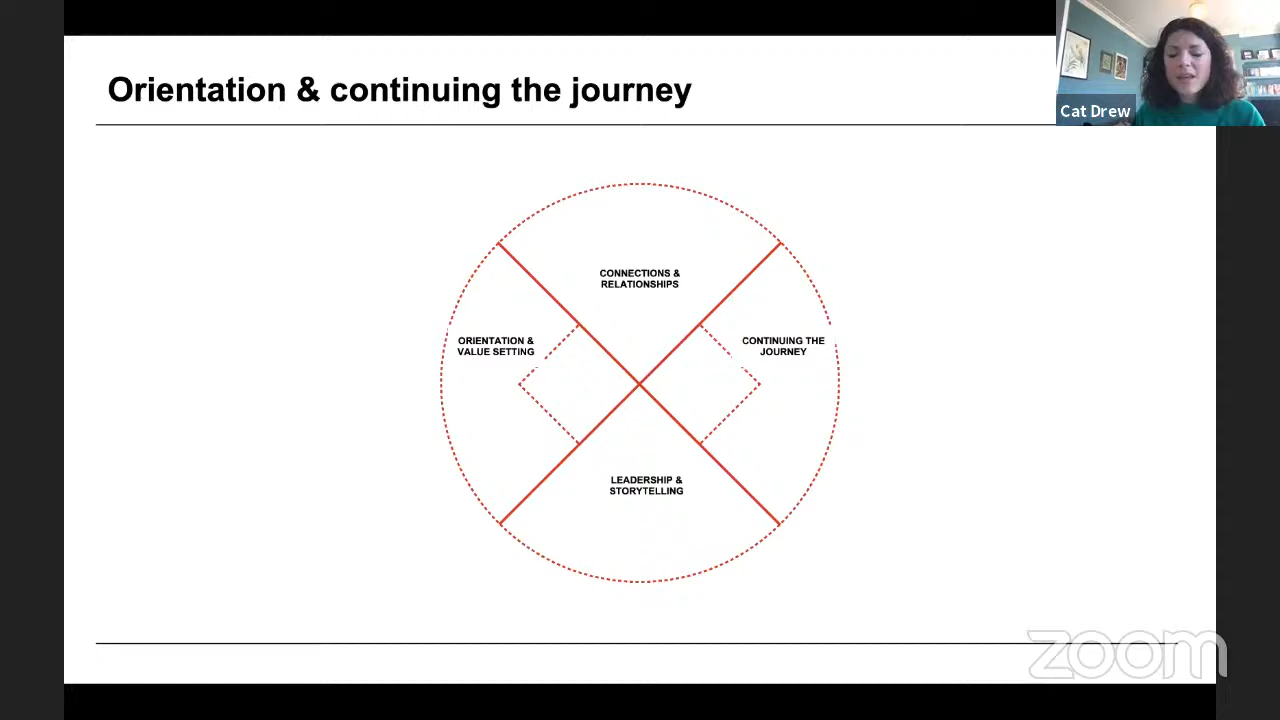 Orientation & continuing the journey
Cat Drew
CONNECTIONS &
RELATIONSHIPS
ORIENTATION &
VALUE SETTING
CONTINUING THE
JOURNEY
LEADERSHIP &
STORYTELLING
zoom